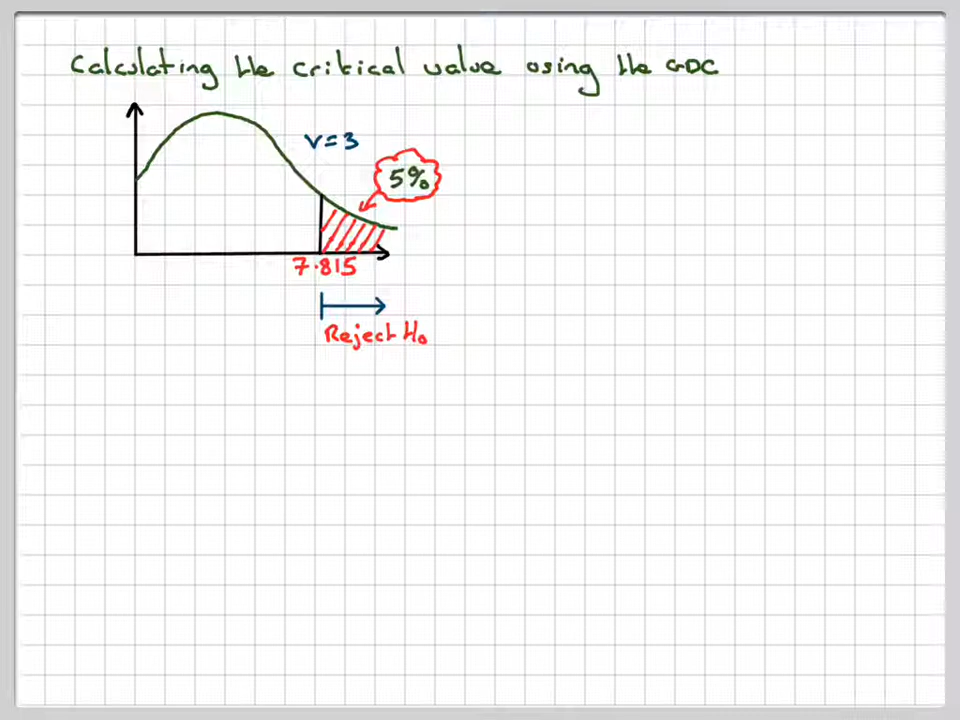 Calculating the critical value using the GDC
v=3
5%
7.815
Reject H₀